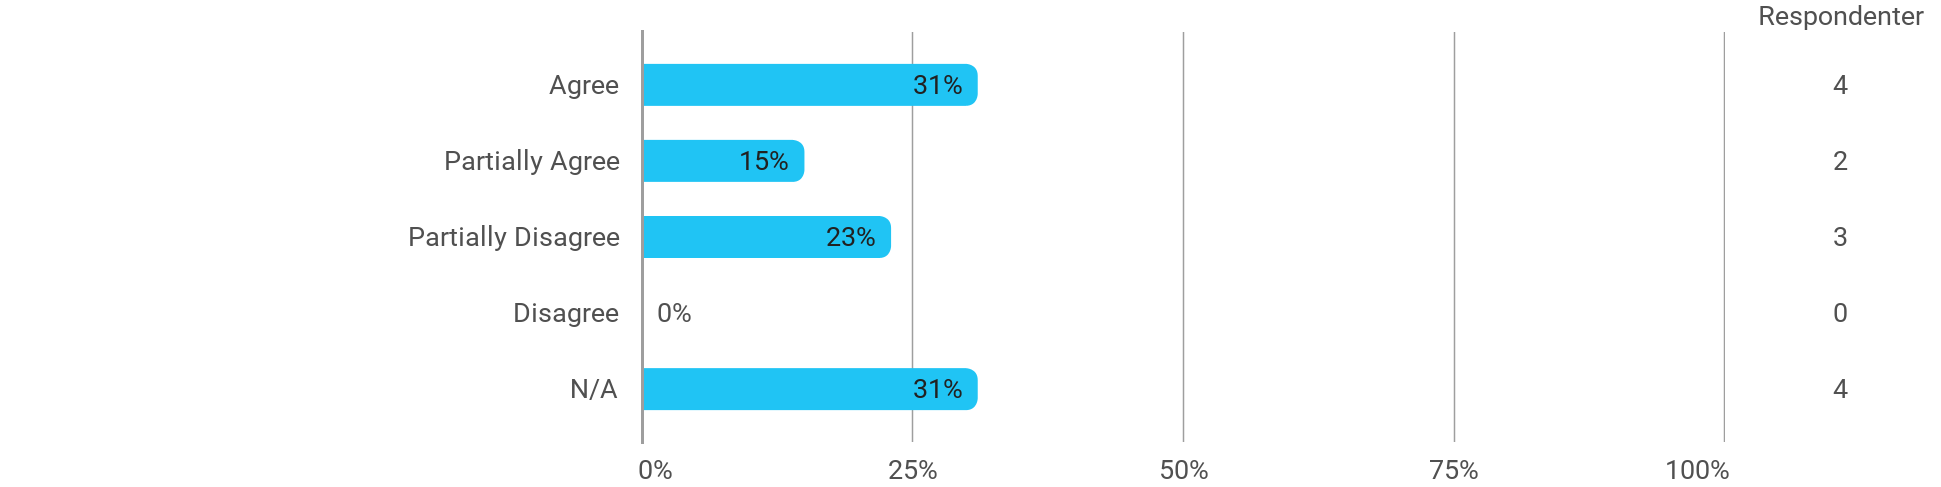 Respondenter
Agree 31% 4
Partially Agree 15% 2
Partially Disagree 23% 3
Disagree 0% 0
N/A 31% 4
0% 25% 50% 75% 100%